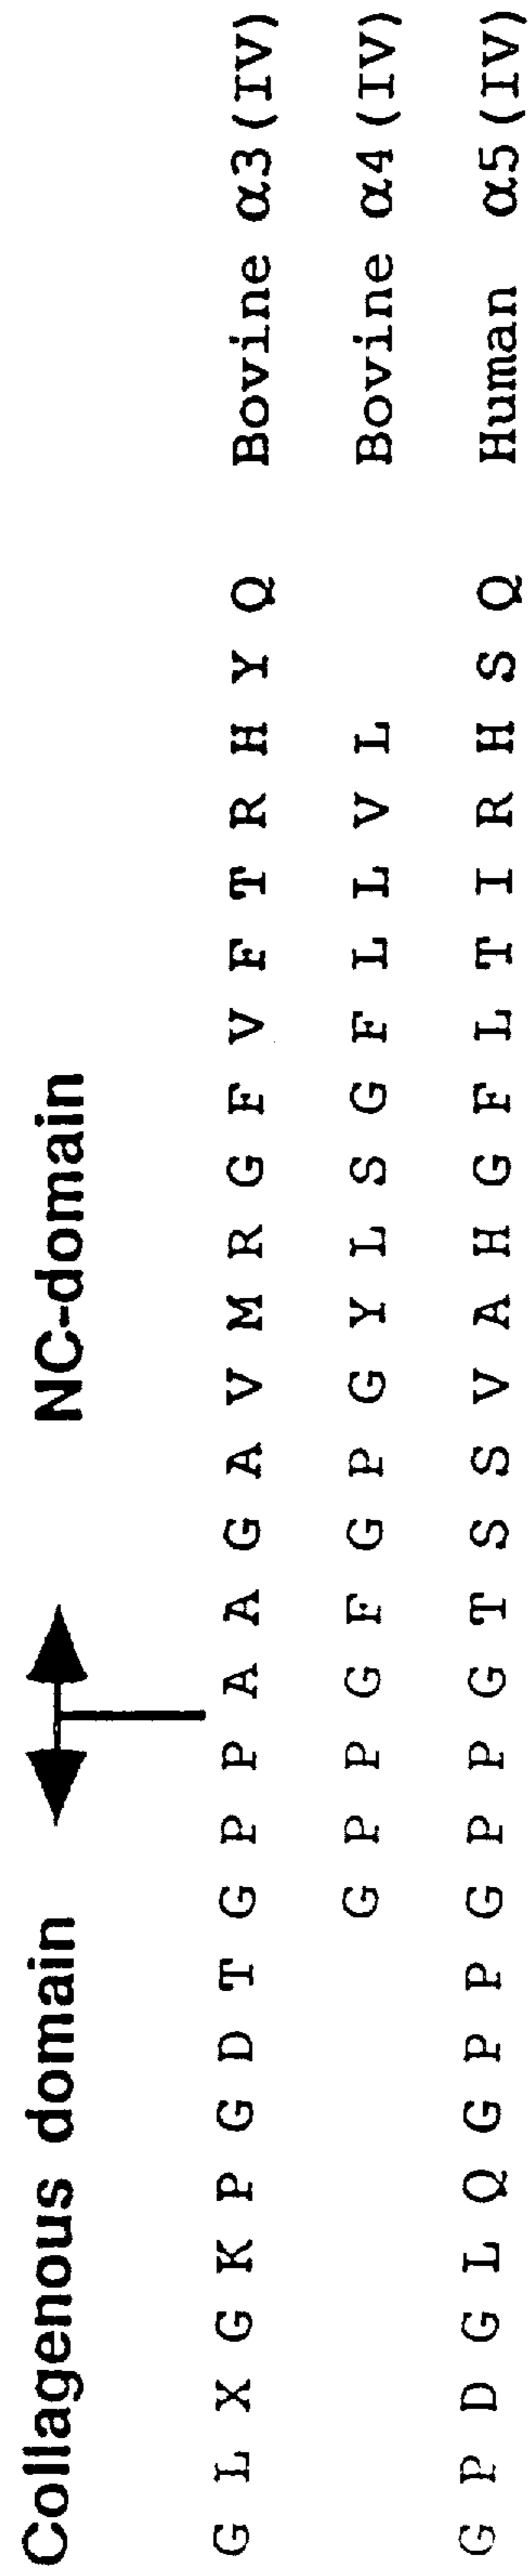 Collagenous domain NC-domain
G L X G K P G D T G P P A A G A V M R G F V F T R H Y Q Bovine α3(IV)
G P P G F G P G Y L S G F L L V L Bovine α4(IV)
G P D G L Q G P P G P P G T S S V A H G F L T I R H S Q Human α5(IV)